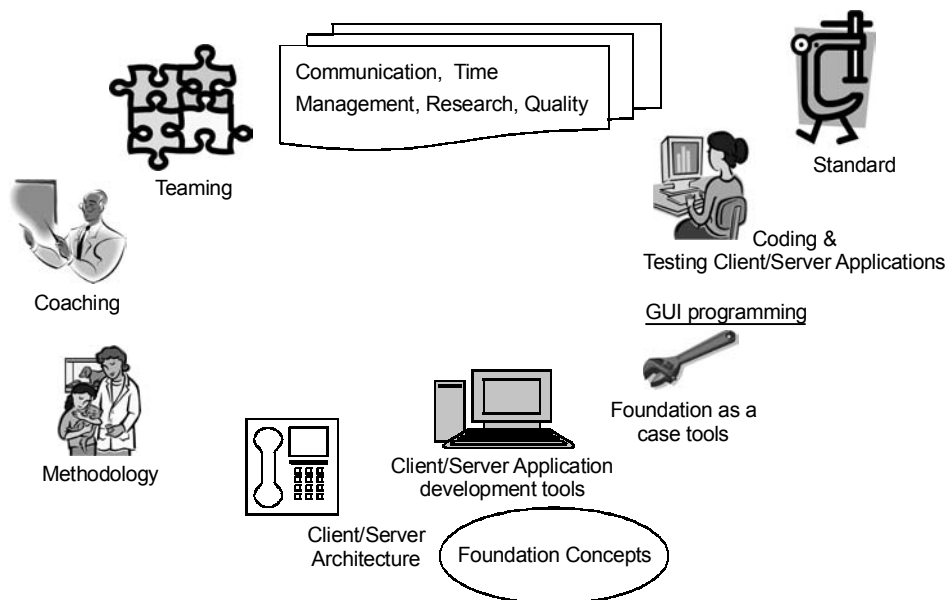 Communication, Time
Management, Research, Quality
Teaming
Standard
Coding &
Testing Client/Server Applications
Coaching
GUI programming
Foundation as a
case tools
Methodology
Client/Server Application
development tools
Client/Server
Architecture
Foundation Concepts